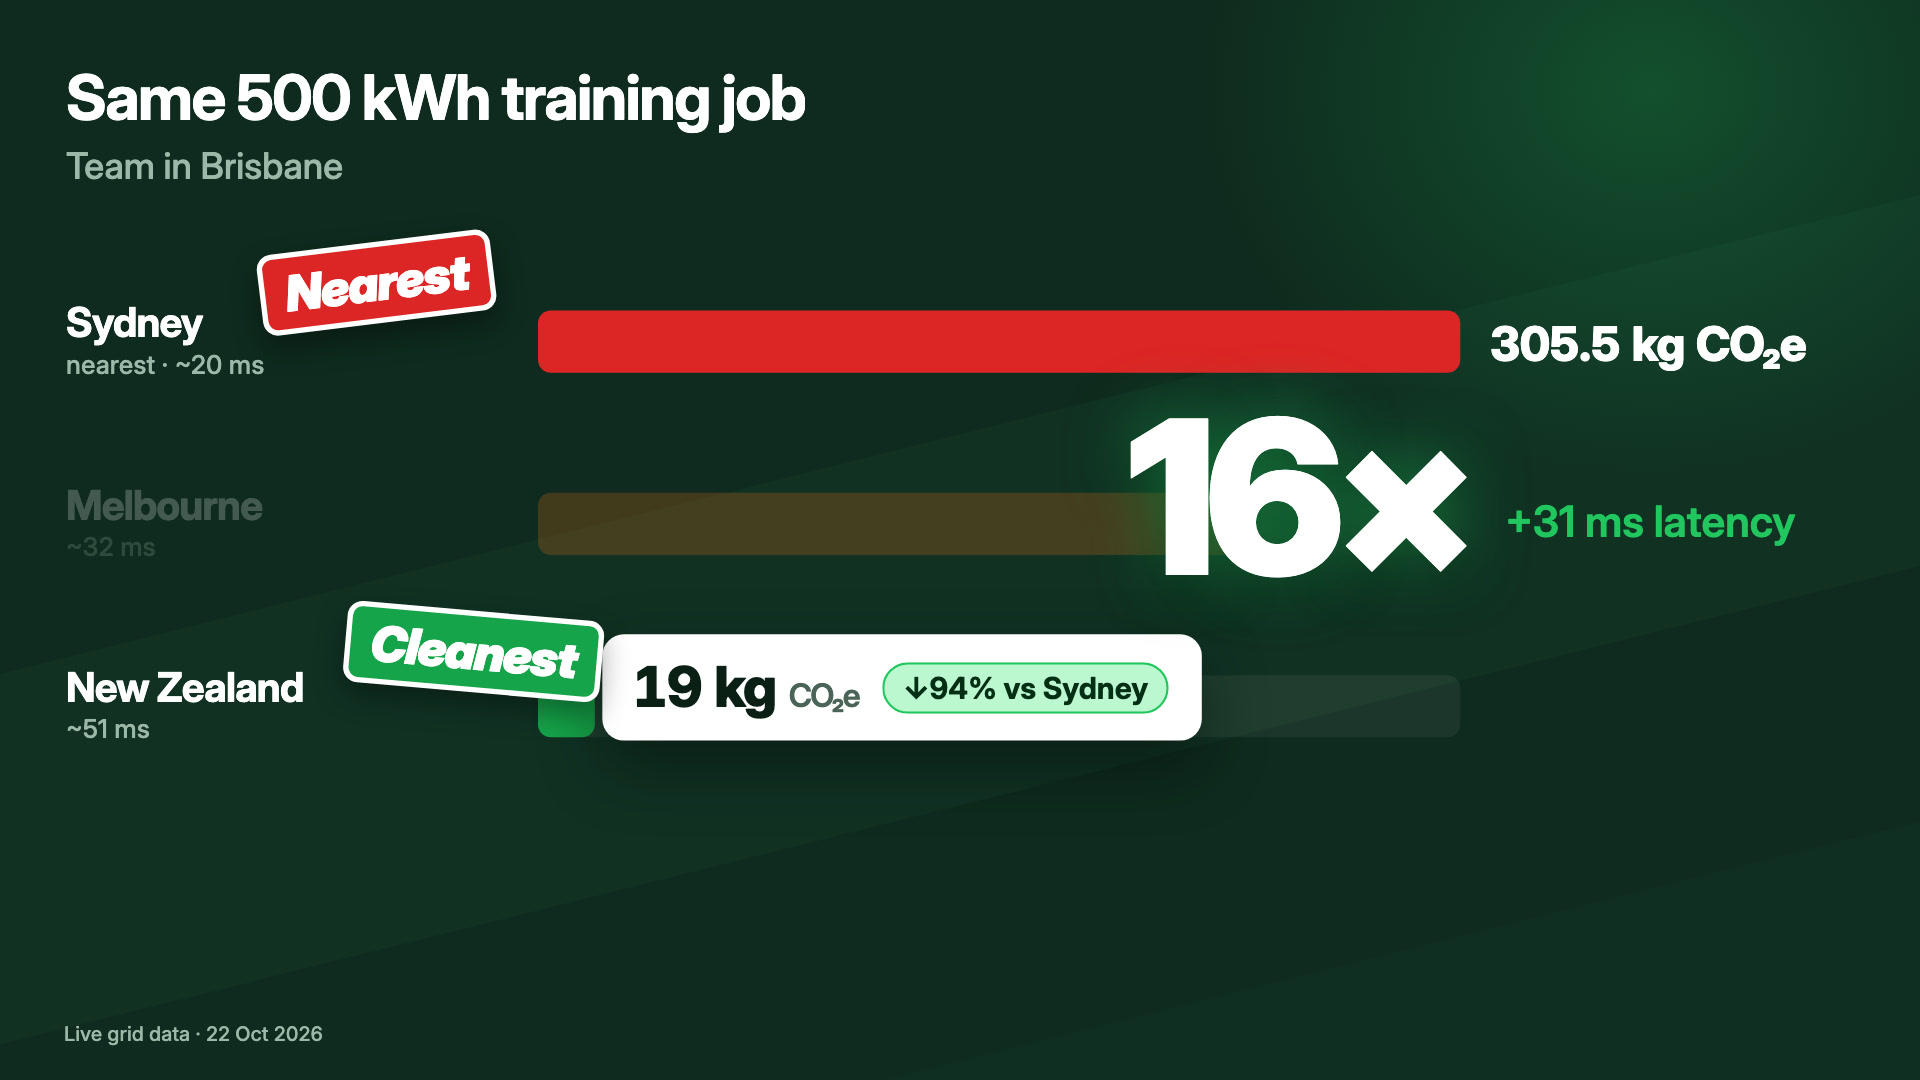 Same 500 kWh training job
Team in Brisbane
Nearest
Sydney
nearest · ~20 ms
305.5 kg CO₂e
16×
Melbourne
~32 ms
+31 ms latency
Cleanest
New Zealand
~51 ms
19 kg CO₂e
↓94% vs Sydney
Live grid data · 22 Oct 2026